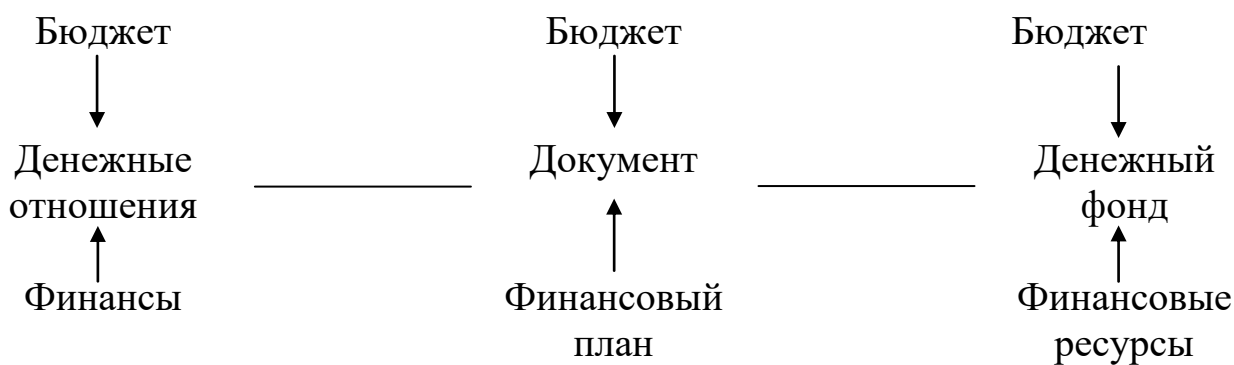 Бюджет Бюджет Бюджет
Денежные Документ Денежный
отношения фонд
Финансы Финансовый Финансовые
план ресурсы